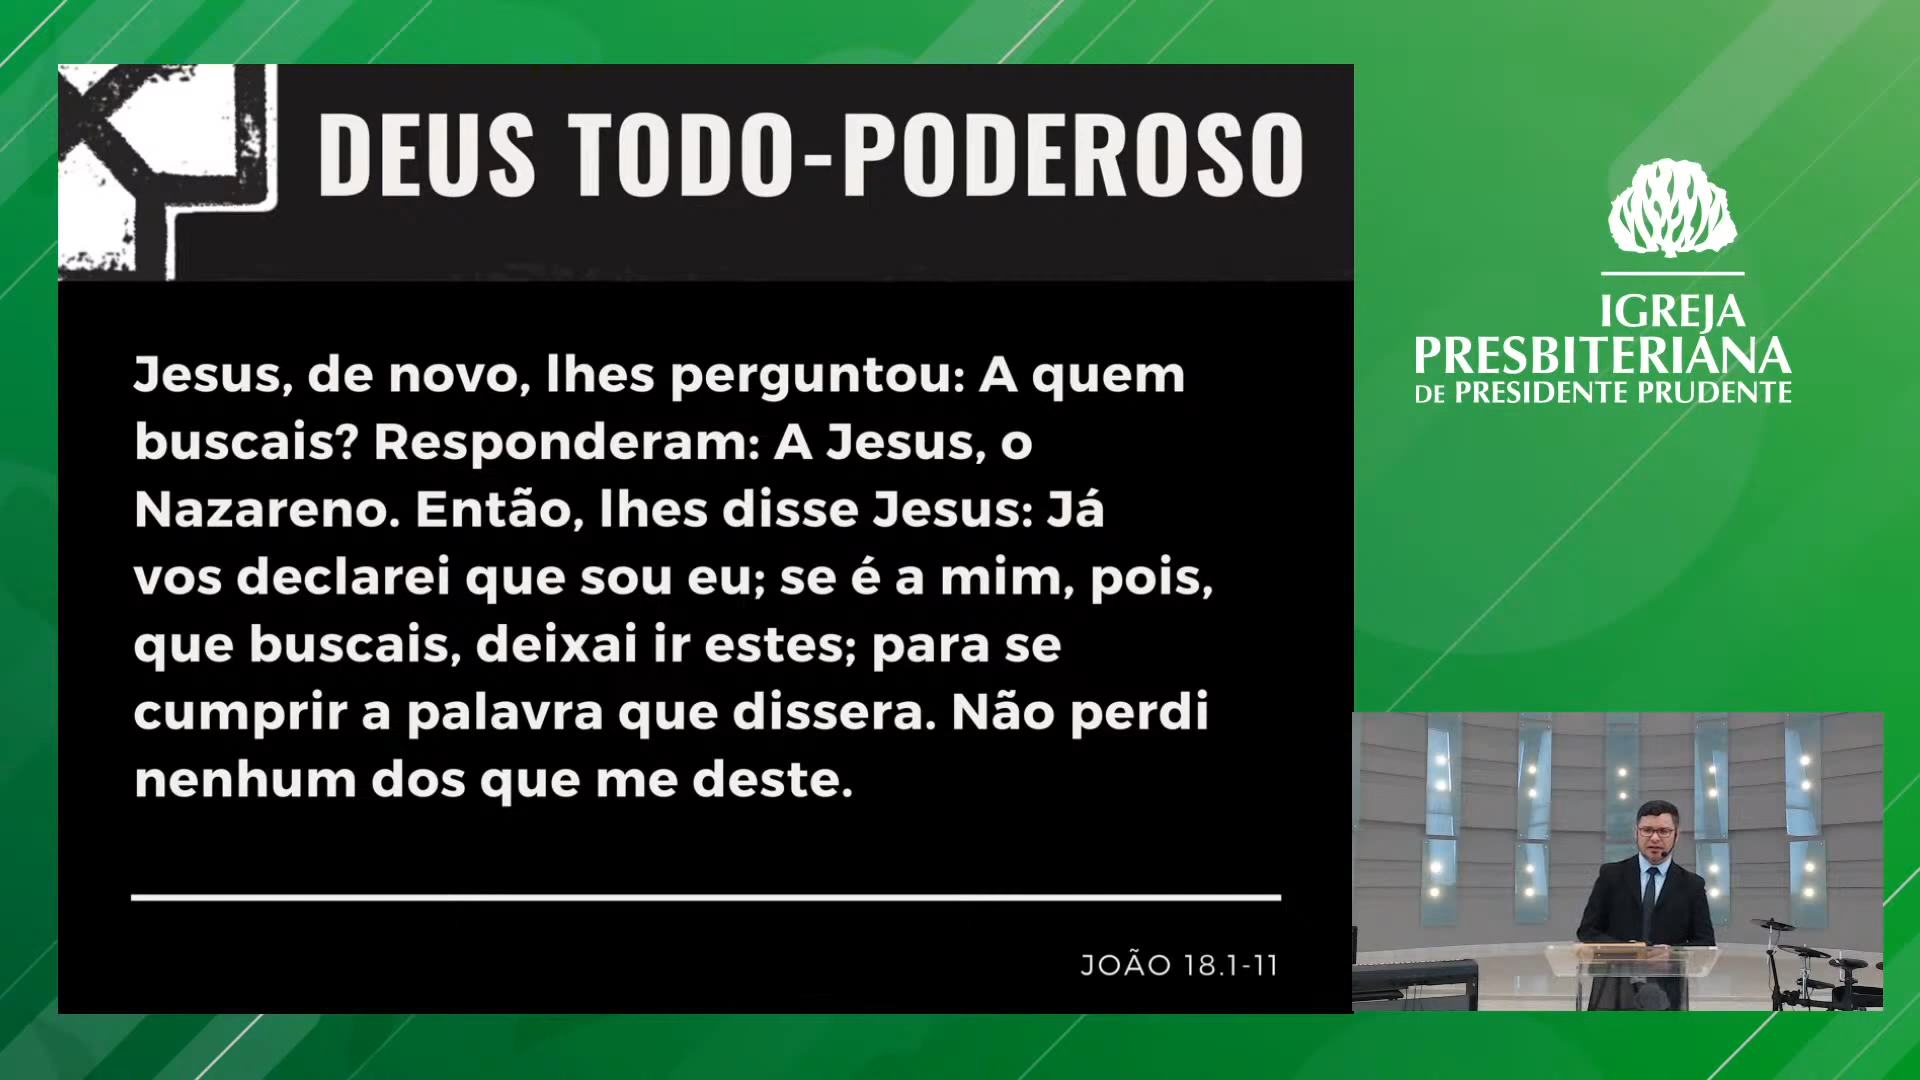 DEUS TODO-PODEROSO
Jesus, de novo, lhes perguntou: A quem
buscais? Responderam: A Jesus, o
Nazareno. Então, lhes disse Jesus: Já
vos declarei que sou eu; se é a mim, pois,
que buscais, deixai ir estes; para se
cumprir a palavra que dissera. Não perdi
nenhum dos que me deste.
JOÃO 18.1-11
IGREJA
PRESBITERIANA
DE PRESIDENTE PRUDENTE